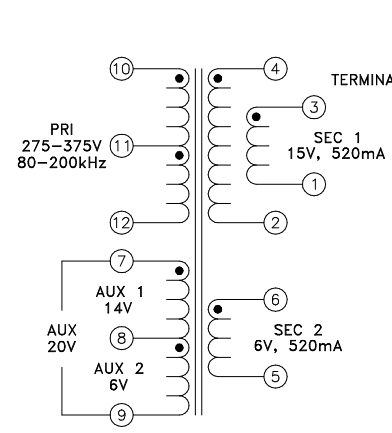 10
4
TERMINA
3
PRI
275-375V
80-200kHz
11
SEC 1
15V, 520mA
1
12
2
7
AUX 1
14V
6
AUX
20V
8
SEC 2
6V, 520mA
AUX 2
6V
5
9